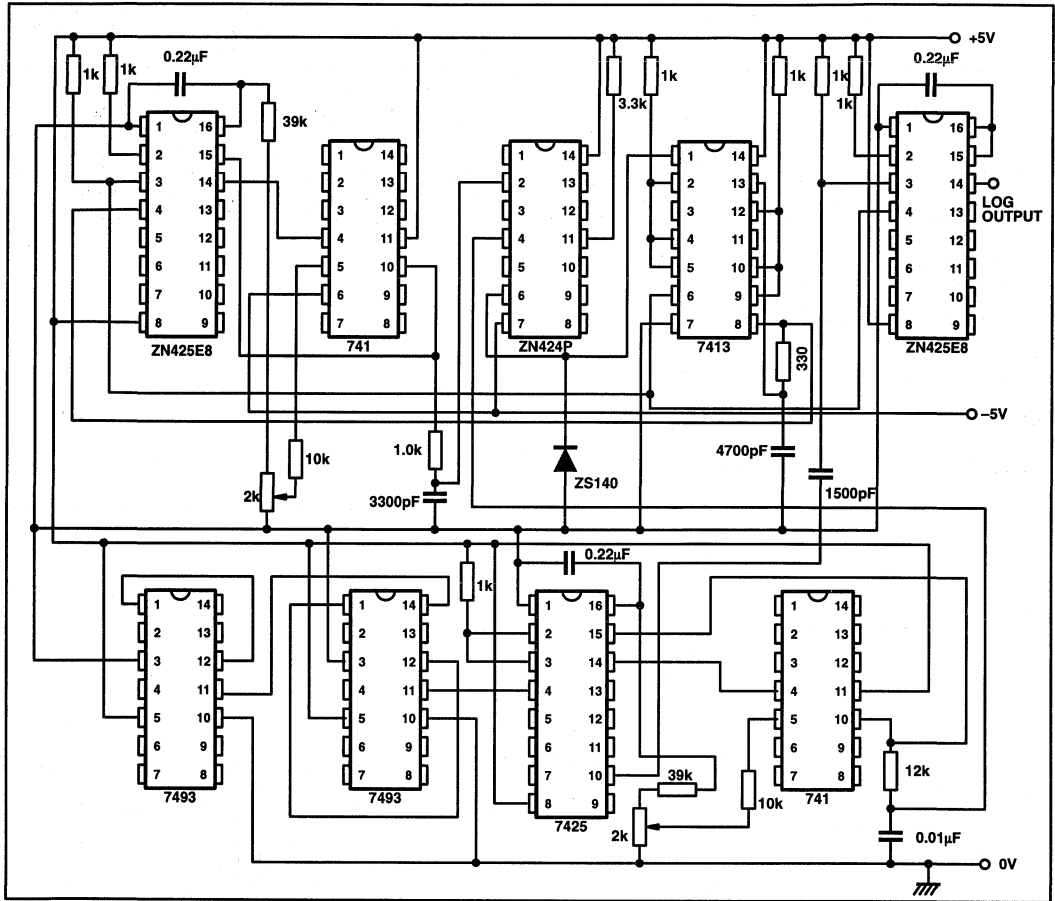 +5V
1k
1k
0.22µF
39k
1k
3.3k
1k
1k
1k
0.22µF
1 16
2 15
3 14
4 13
5 12
6 11
7 10
8 9
ZN425E8
1 14
2 13
3 12
4 11
5 10
6 9
7 8
741
1 14
2 13
3 12
4 11
5 10
6 9
7 8
ZN424P
1 14
2 13
3 12
4 11
5 10
6 9
7 8
7413
1 16
2 15
3 14
4 13
5 12
6 11
7 10
8 9
ZN425E8
LOG
OUTPUT
330
–5V
10k
2k
1.0k
3300pF
ZS140
4700pF
1500pF
1k
0.22µF
1 14
2 13
3 12
4 11
5 10
6 9
7 8
7493
1 14
2 13
3 12
4 11
5 10
6 9
7 8
7493
1 16
2 15
3 14
4 13
5 12
6 11
7 10
8 9
7425
39k
2k
10k
1 14
2 13
3 12
4 11
5 10
6 9
7 8
741
12k
0.01µF
0V